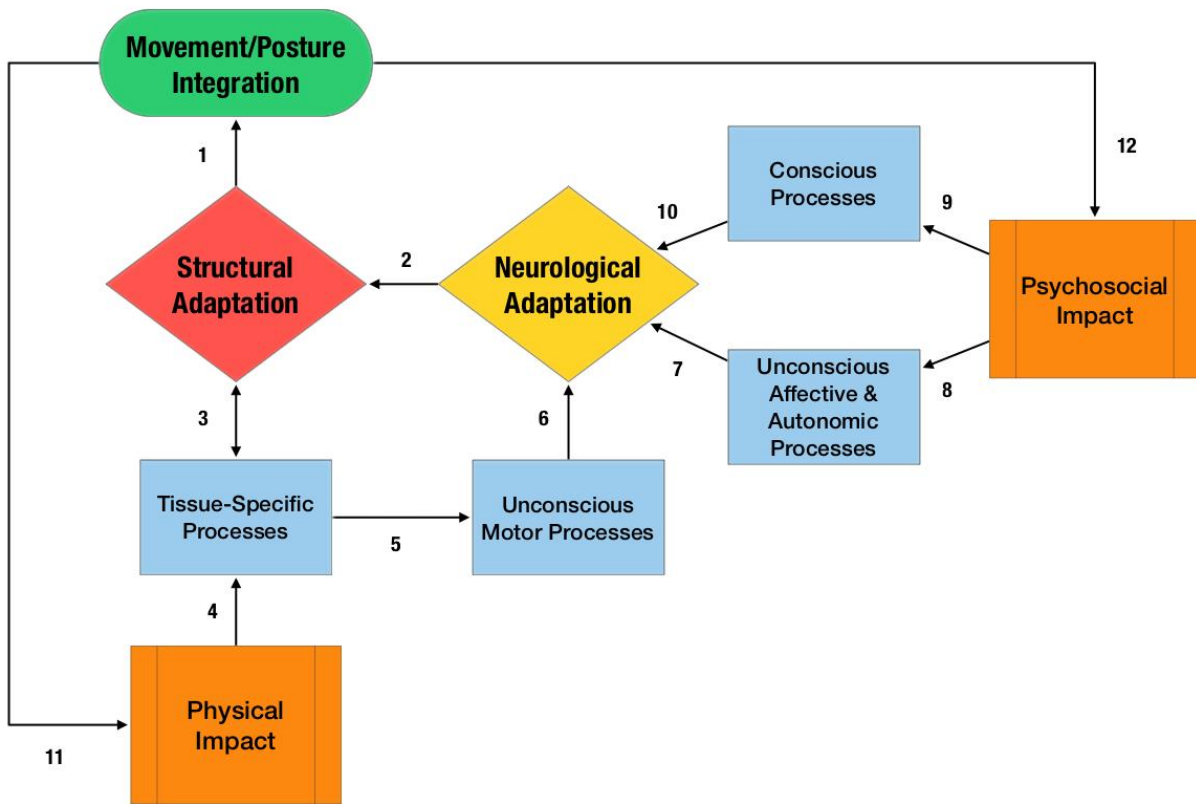 Movement/Posture
Integration
1
12
Conscious
Processes
10
9
Structural
Adaptation
2
Neurological
Adaptation
Psychosocial
Impact
7
Unconscious
Affective &
Autonomic
Processes
8
3
6
Tissue-Specific
Processes
5
Unconscious
Motor Processes
4
Physical
Impact
11